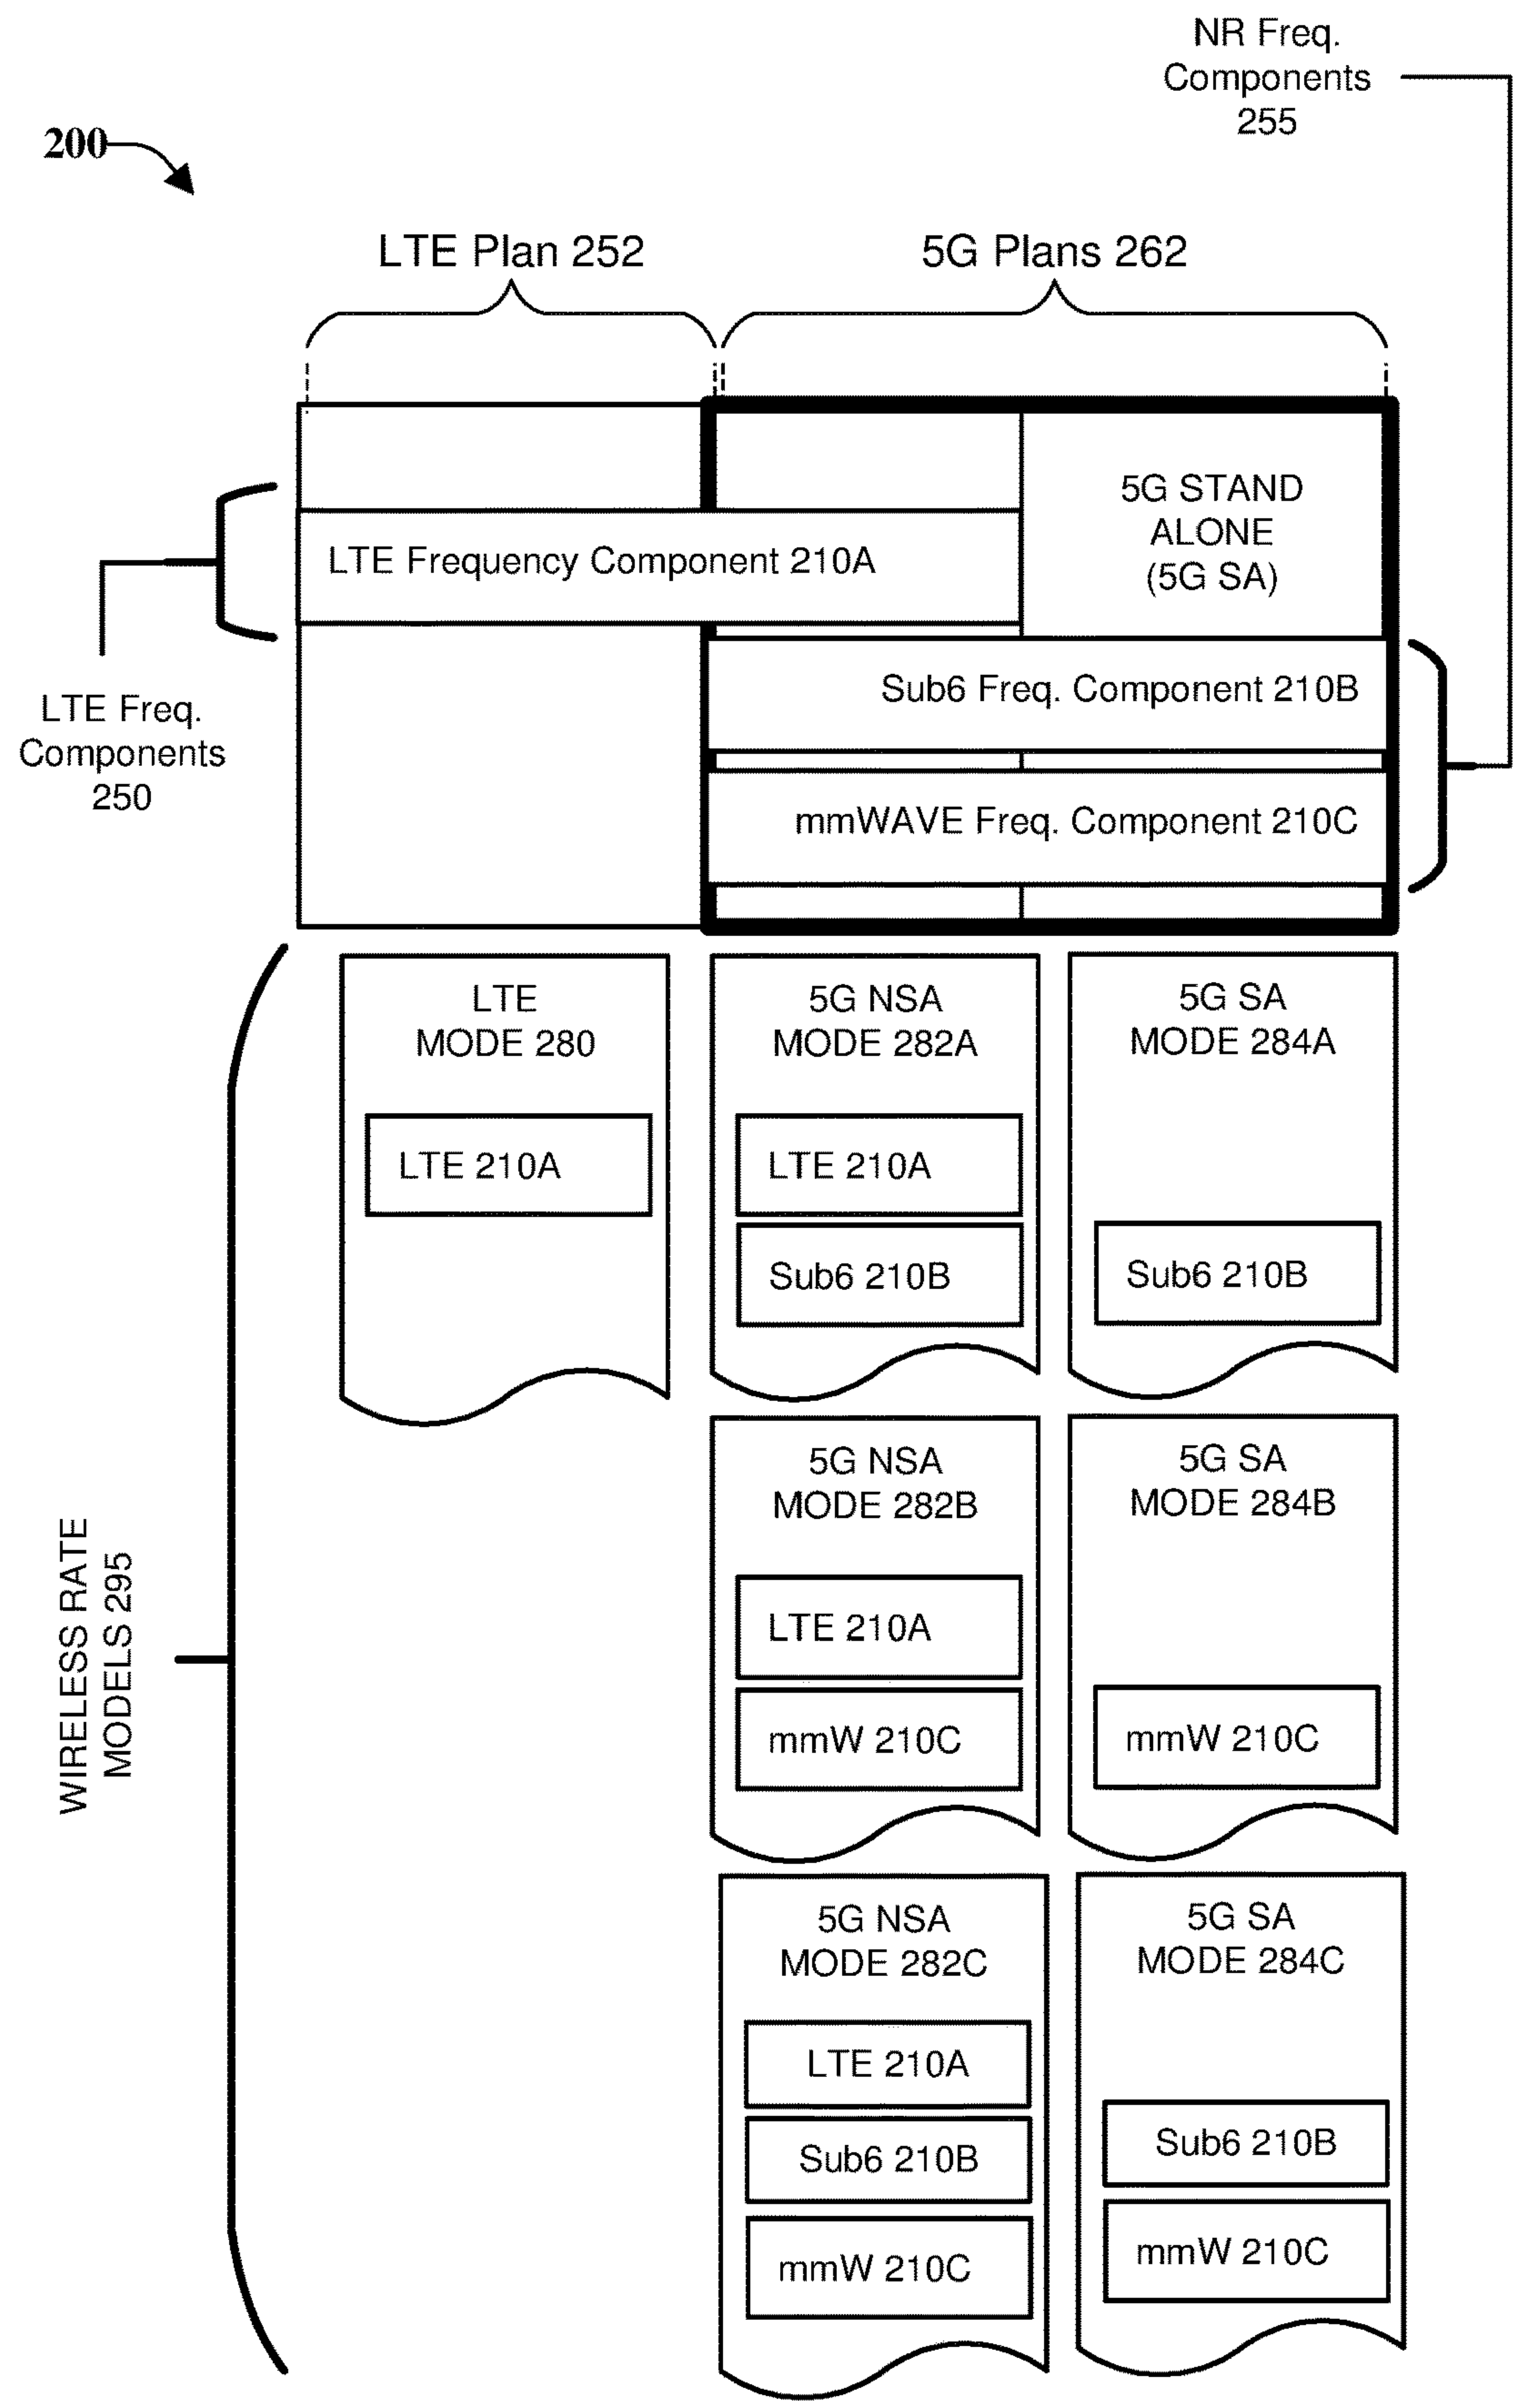 NR Freq.
Components
255
200
LTE Plan 252
5G Plans 262
5G STAND
ALONE
(5G SA)
LTE Frequency Component 210A
Sub6 Freq. Component 210B
LTE Freq.
Components
250
mmWAVE Freq. Component 210C
LTE
MODE 280
LTE 210A
5G NSA
MODE 282A
LTE 210A
Sub6 210B
5G SA
MODE 284A
Sub6 210B
WIRELESS RATE
MODELS 295
5G NSA
MODE 282B
LTE 210A
mmW 210C
5G SA
MODE 284B
mmW 210C
5G NSA
MODE 282C
LTE 210A
Sub6 210B
mmW 210C
5G SA
MODE 284C
Sub6 210B
mmW 210C